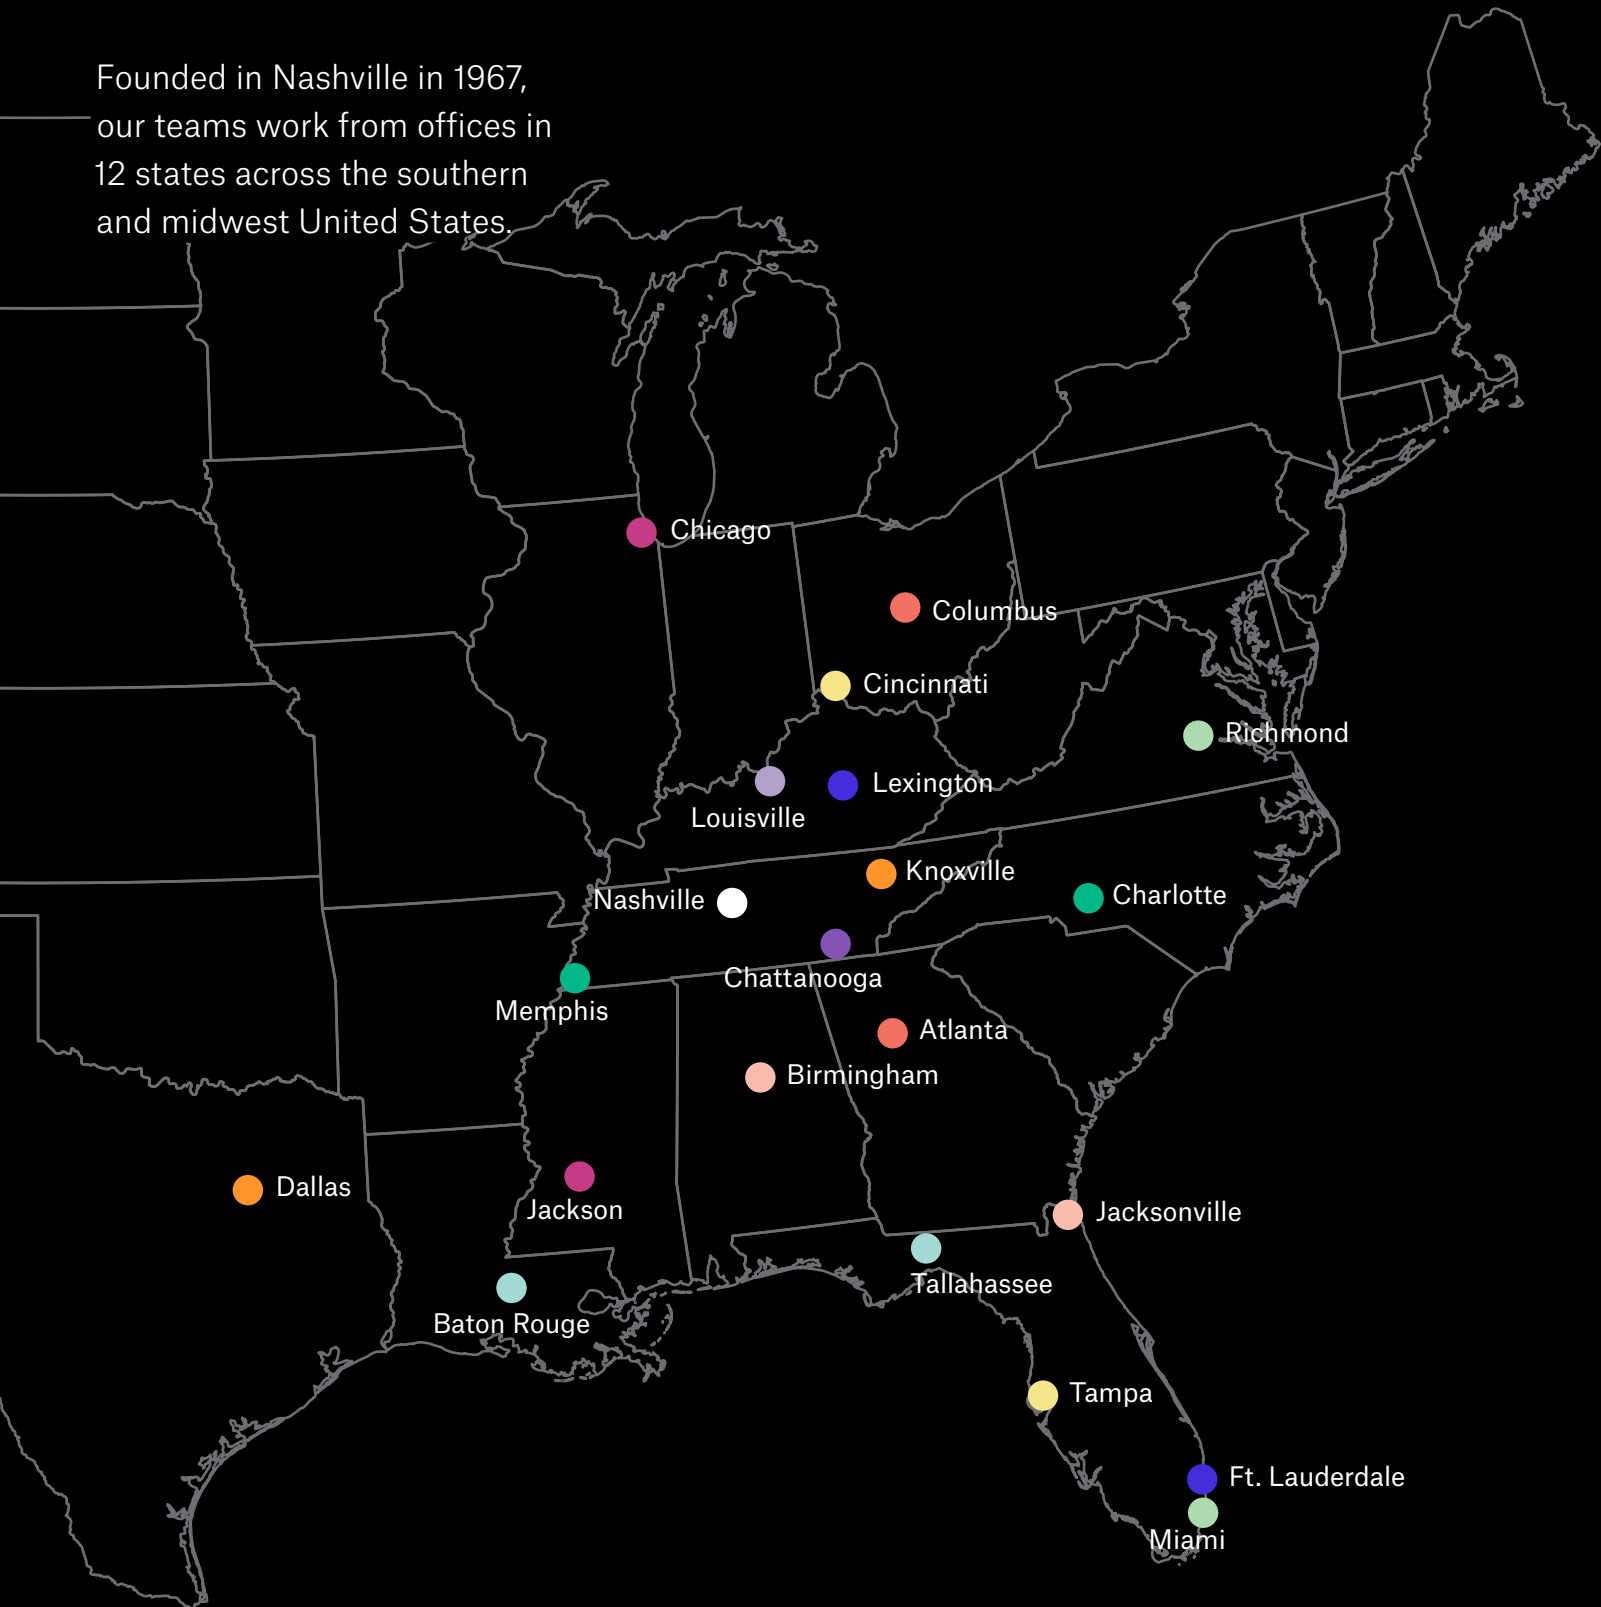 Founded in Nashville in 1967,
our teams work from offices in
12 states across the southern
and midwest United States.
Chicago
Columbus
Cincinnati
Richmond
Louisville
Lexington
Knoxville
Nashville
Charlotte
Chattanooga
Memphis
Atlanta
Birmingham
Dallas
Jackson
Jacksonville
Tallahassee
Baton Rouge
Tampa
Ft. Lauderdale
Miami